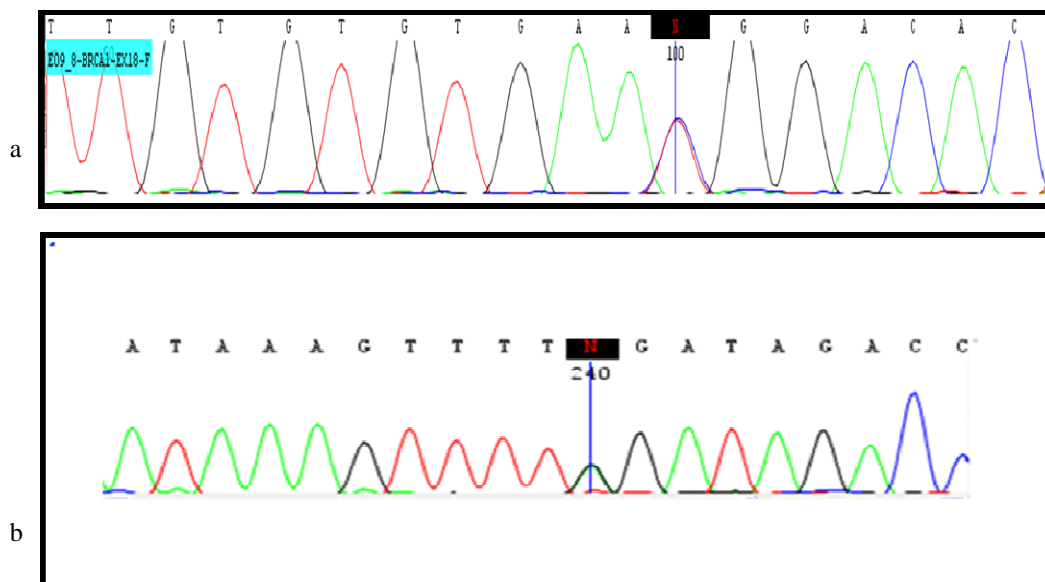 T T G T G T G T G A A N G G A C A C
E09_8-BRCA1-EX18-F
100
a
A T A A A G T T T T N G A T A G A C C
240
b